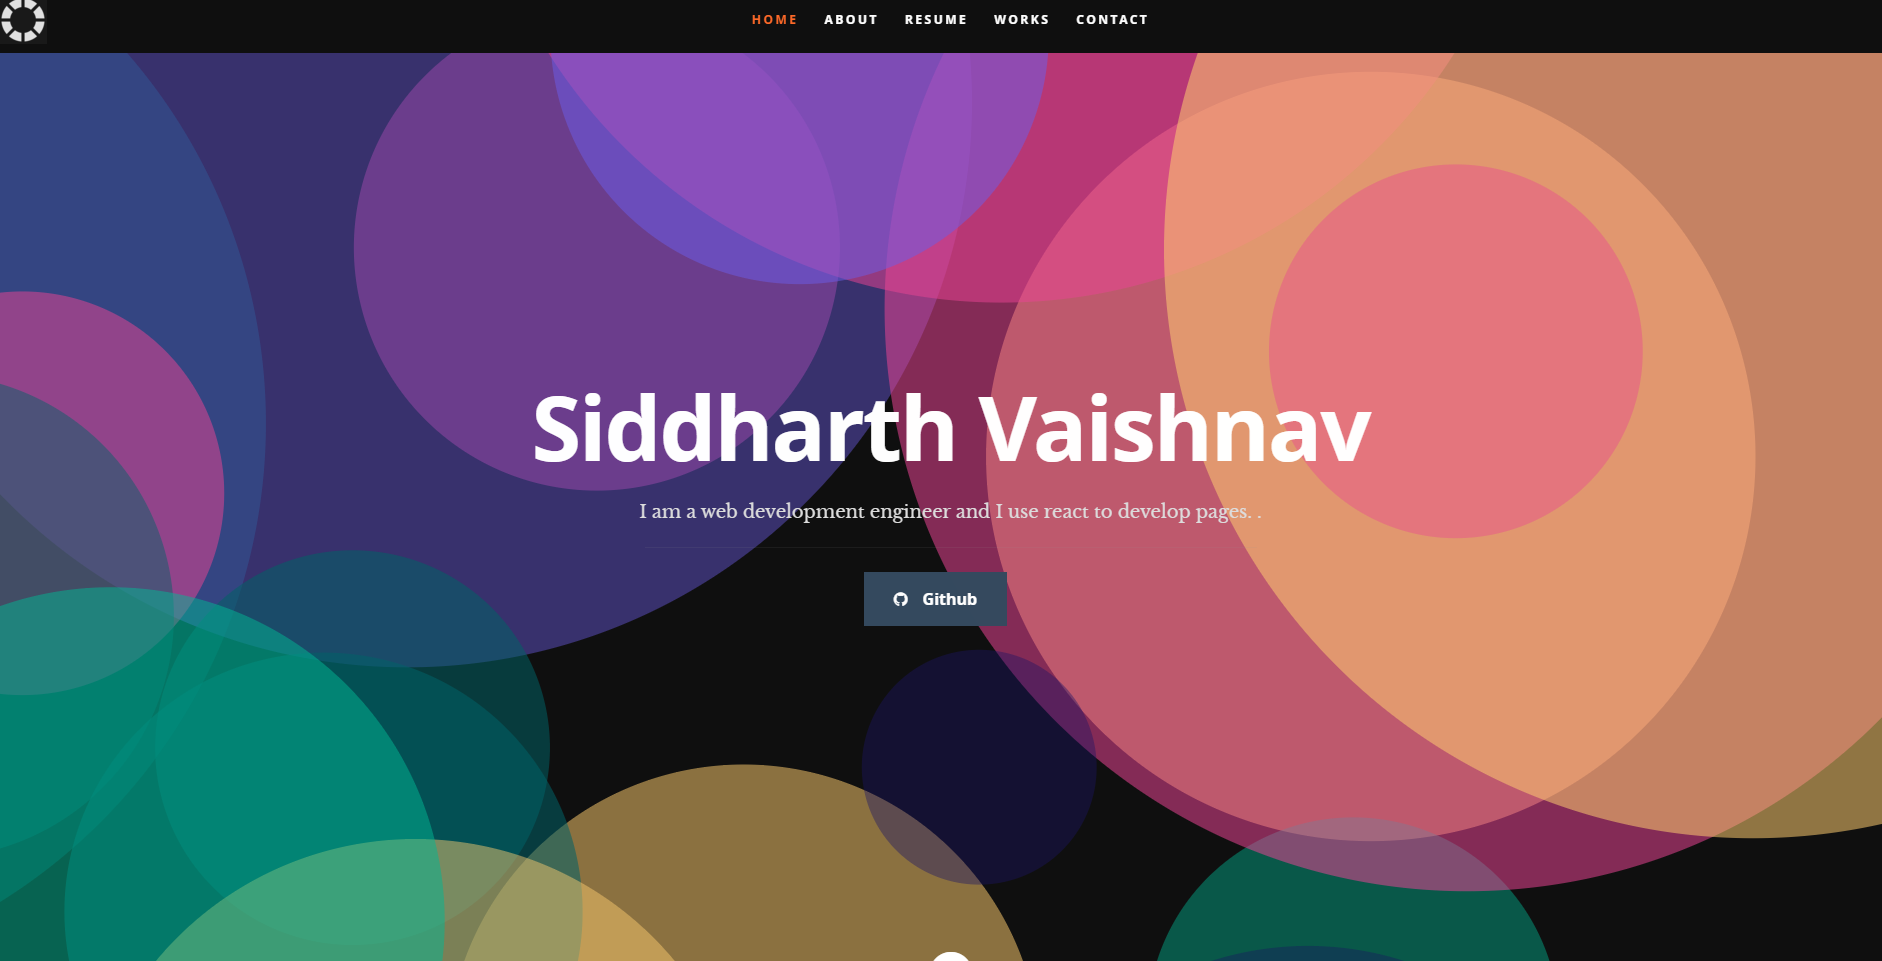 HOME ABOUT RESUME WORKS CONTACT
Siddharth Vaishnav
I am a web development engineer and I use react to develop pages. .
Github